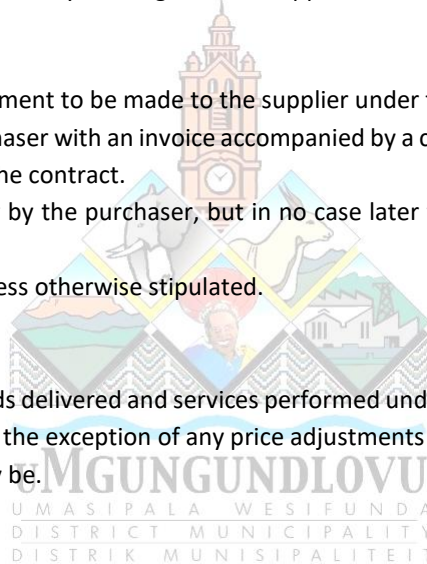 ment to be made to the supplier under
haser with an invoice accompanied by a
ne contract.
by the purchaser, but in no case later
ess otherwise stipulated.
ds delivered and services performed und
the exception of any price adjustments
y be.
uMGUNGUNDLOVU
UMASIPALA WESIFUNDA
DISTRICT MUNICIPALITY
DISTRIK MUNISIPALITEIT